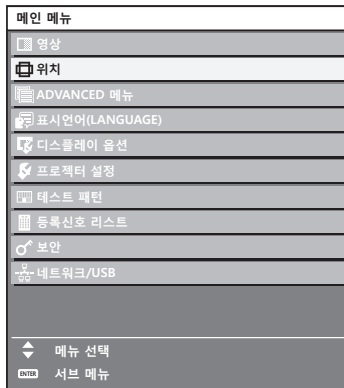 메인 메뉴
영상
위치
ADVANCED 메뉴
표시언어(LANGUAGE)
디스플레이 옵션
프로젝터 설정
테스트 패턴
등록신호 리스트
보안
네트워크/USB
메뉴 선택
ENTER 서브 메뉴